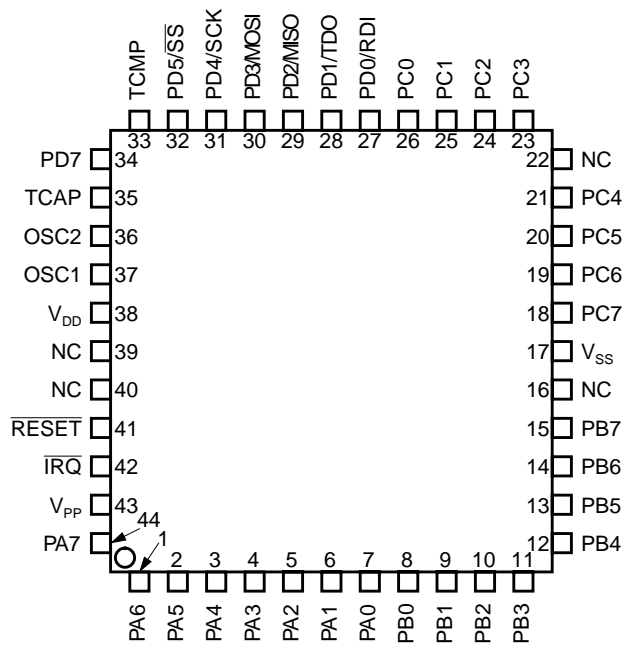 TCMP PD5/S̅S̅ PD4/SCK PD3/MOSI PD2/MISO PD1/TDO PD0/RDI PC0 PC1 PC2 PC3
33 32 31 30 29 28 27 26 25 24 23
PD7 34 22 NC
TCAP 35 21 PC4
OSC2 36 20 PC5
OSC1 37 19 PC6
VDD 38 18 PC7
NC 39 17 VSS
NC 40 16 NC
R̅E̅S̅E̅T̅ 41 15 PB7
I̅R̅Q̅ 42 14 PB6
VPP 43 13 PB5
PA7 44 12 PB4
1 2 3 4 5 6 7 8 9 10 11
PA6 PA5 PA4 PA3 PA2 PA1 PA0 PB0 PB1 PB2 PB3